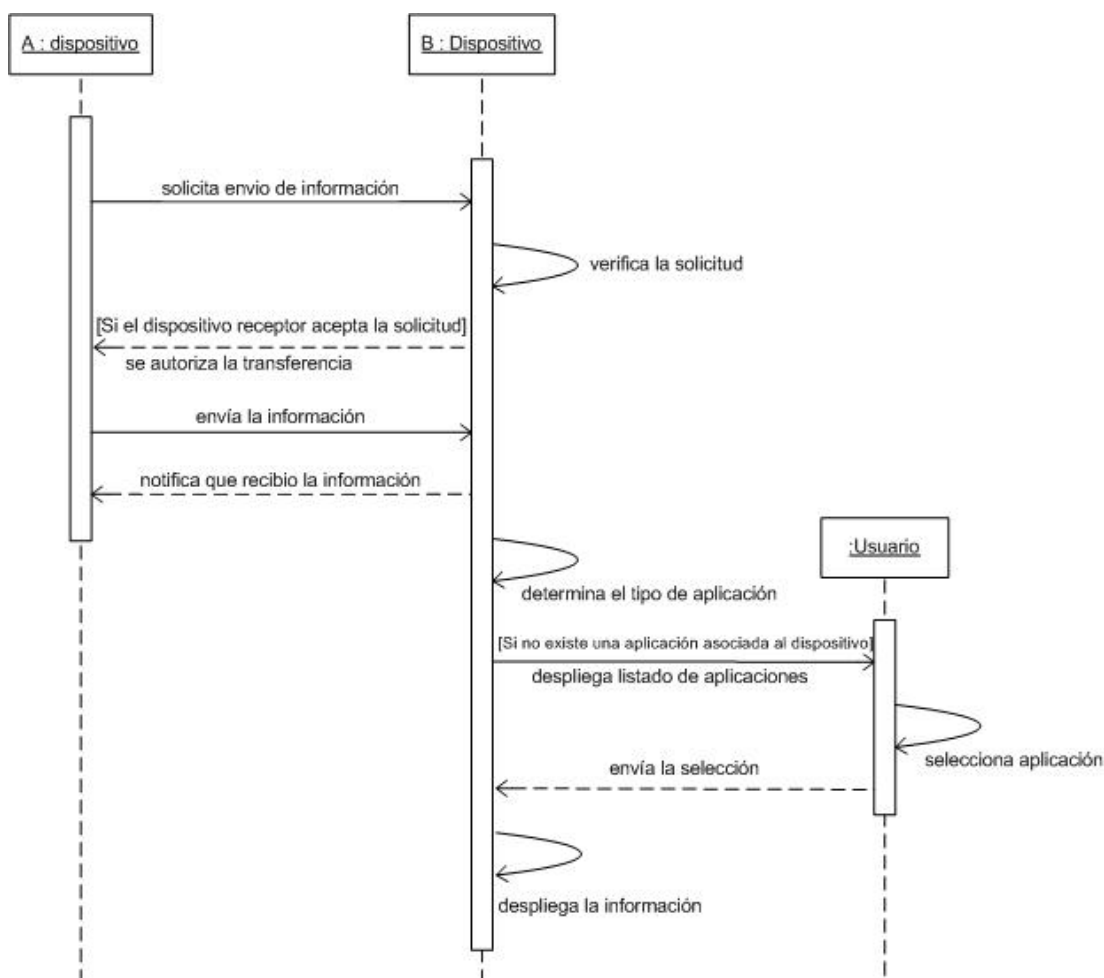 A : dispositivo
B : Dispositivo
solicita envio de información
verifica la solicitud
[Si el dispositivo receptor acepta la solicitud]
se autoriza la transferencia
envía la información
notifica que recibio la información
:Usuario
determina el tipo de aplicación
[Si no existe una aplicación asociada al dispositivo]
despliega listado de aplicaciones
selecciona aplicación
envía la selección
despliega la información